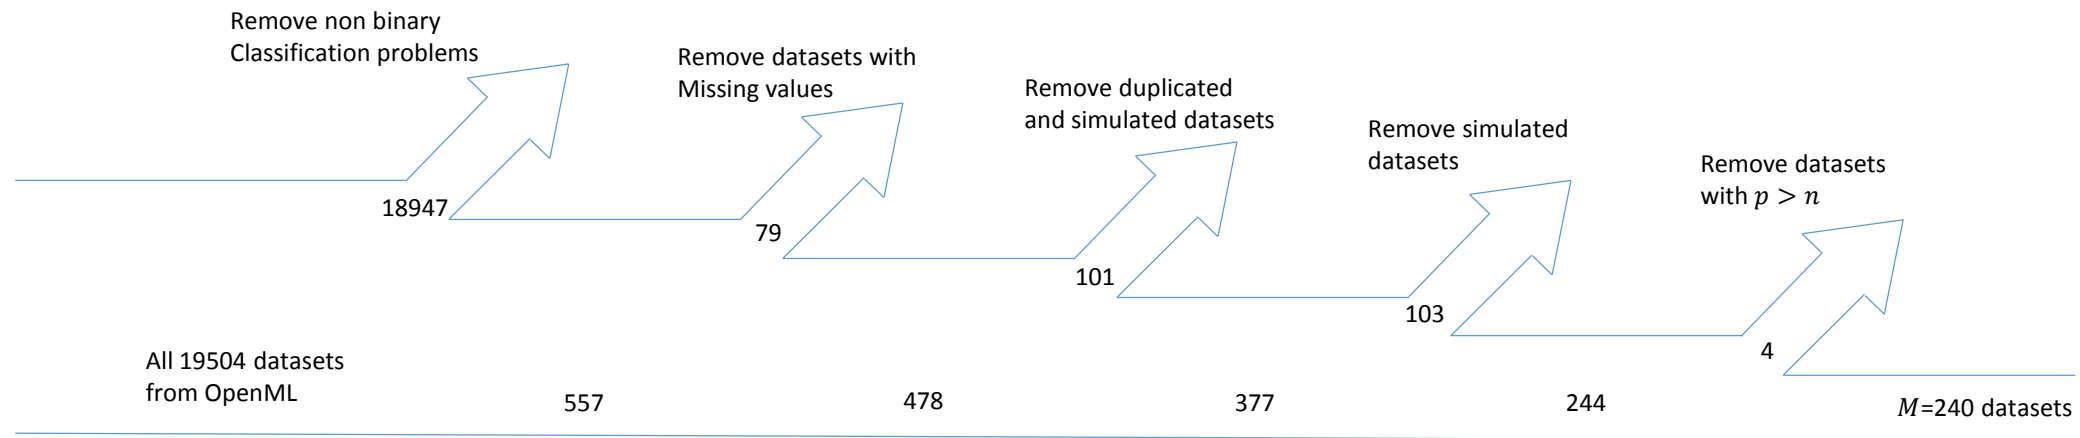 Remove non binary
Classification problems
Remove datasets with
Missing values
Remove duplicated
and simulated datasets
Remove simulated
datasets
Remove datasets
with p > n
18947
79
101
103
4
All 19504 datasets
from OpenML
557
478
377
244
M=240 datasets